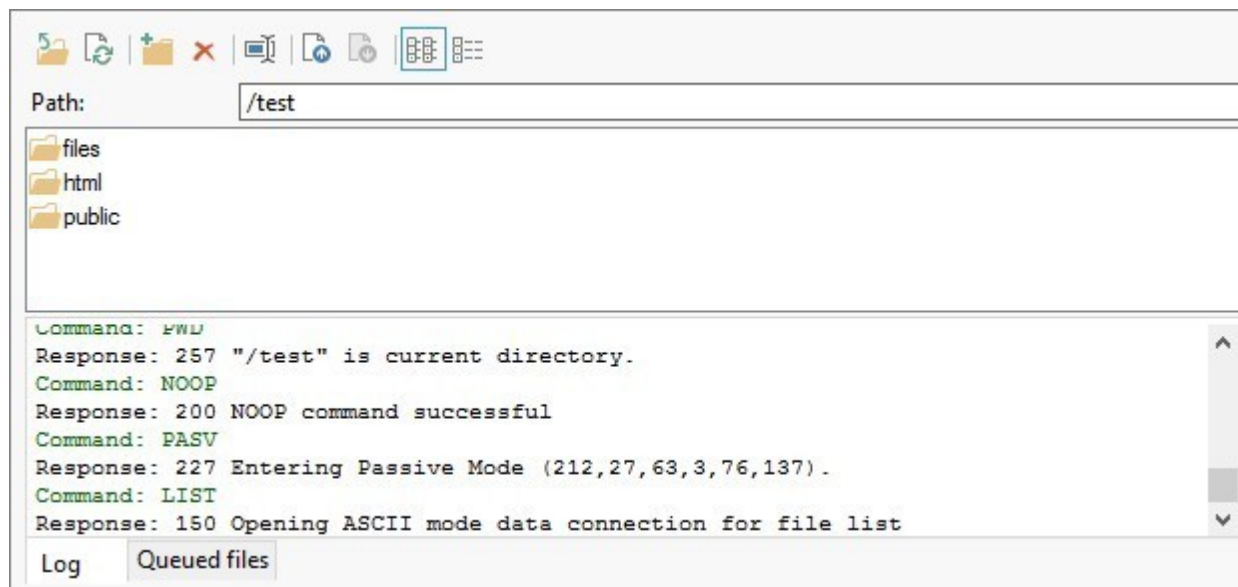 Path: /test
files
html
public
Command: PWD
Response: 257 "/test" is current directory.
Command: NOOP
Response: 200 NOOP command successful
Command: PASV
Response: 227 Entering Passive Mode (212,27,63,3,76,137).
Command: LIST
Response: 150 Opening ASCII mode data connection for file list
Log Queued files